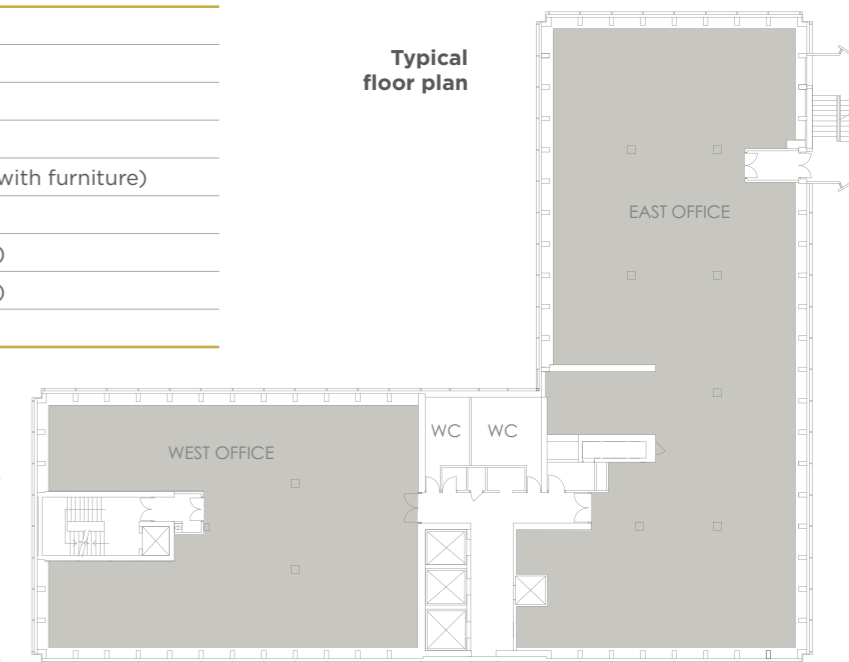 Typical
floor plan
with furniture)
)
)
EAST OFFICE
WC WC
WEST OFFICE